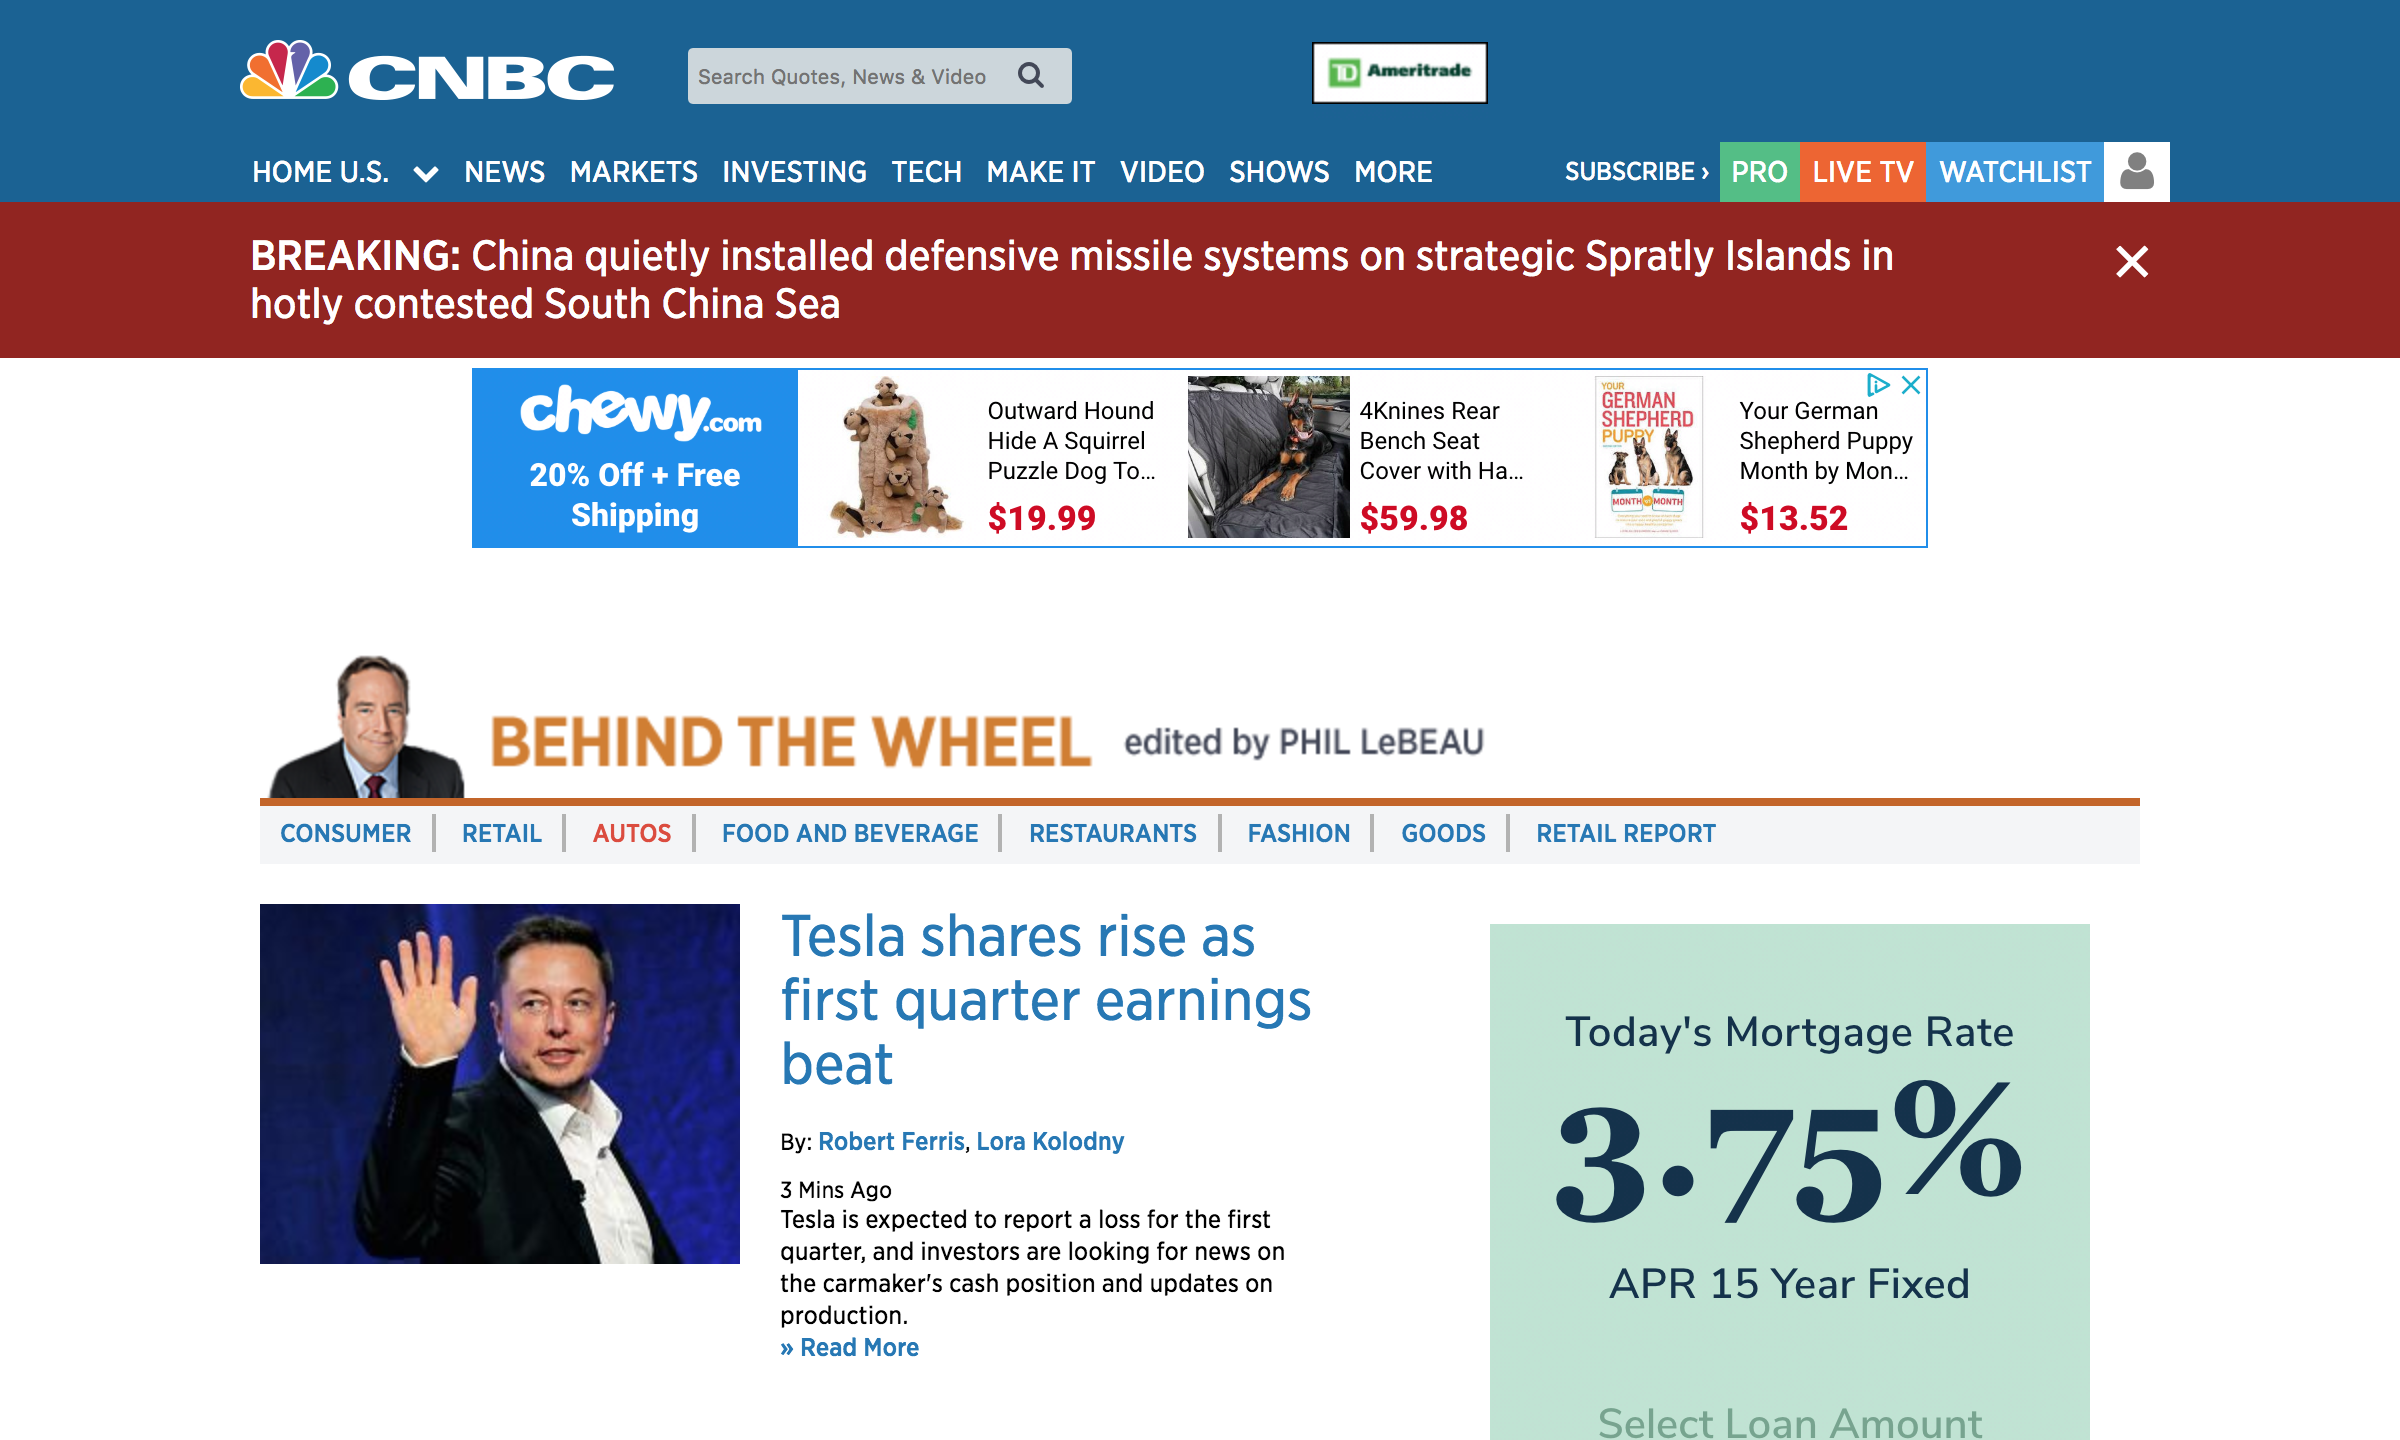 CNBC
Search Quotes, News & Video
TD Ameritrade
HOME U.S. NEWS MARKETS INVESTING TECH MAKE IT VIDEO SHOWS MORE
SUBSCRIBE › PRO LIVE TV WATCHLIST
BREAKING: China quietly installed defensive missile systems on strategic Spratly Islands in
hotly contested South China Sea
chewy.com
20% Off + Free
Shipping
Outward Hound
Hide A Squirrel
Puzzle Dog To...
$19.99
4Knines Rear
Bench Seat
Cover with Ha...
$59.98
YOUR
GERMAN
SHEPHERD
PUPPY
MONTH BY MONTH
Your German
Shepherd Puppy
Month by Mon...
$13.52
BEHIND THE WHEEL edited by PHIL LeBEAU
CONSUMER RETAIL AUTOS FOOD AND BEVERAGE RESTAURANTS FASHION GOODS RETAIL REPORT
Tesla shares rise as
first quarter earnings
beat
By: Robert Ferris, Lora Kolodny
3 Mins Ago
Tesla is expected to report a loss for the first
quarter, and investors are looking for news on
the carmaker's cash position and updates on
production.
» Read More
Today's Mortgage Rate
3.75%
APR 15 Year Fixed
Select Loan Amount